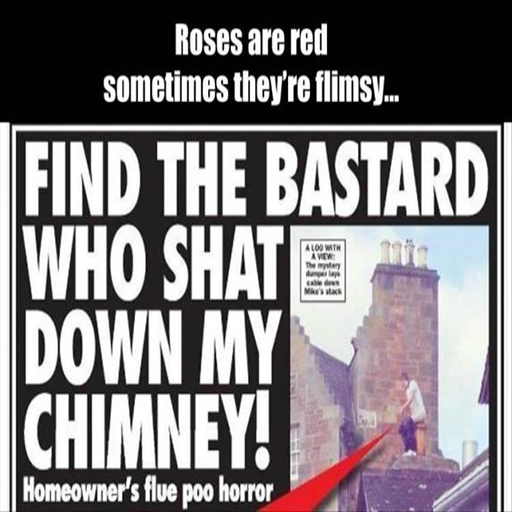 Roses are red
sometimes they're flimsy...
FIND THE BASTARD
WHO SHAT
DOWN MY
CHIMNEY!
Homeowner's flue poo horror
A LOO WITH
A VIEW:
The mystery
dumper lays
cable down
Mike's stack